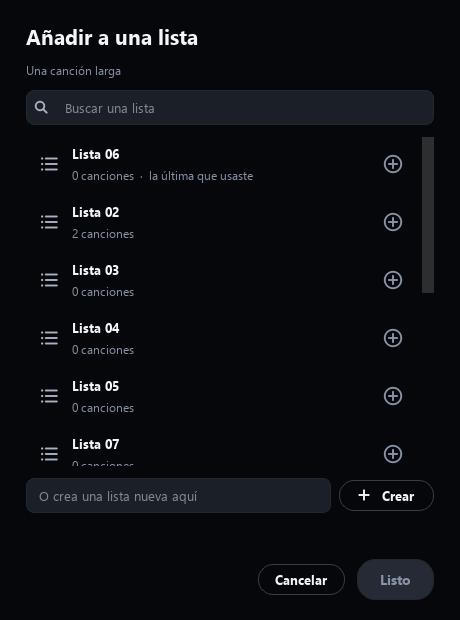 Añadir a una lista
Una canción larga
Buscar una lista
Lista 06
0 canciones · la última que usaste
Lista 02
2 canciones
Lista 03
0 canciones
Lista 04
0 canciones
Lista 05
0 canciones
Lista 07
0 canciones
O crea una lista nueva aquí
Crear
Cancelar
Listo